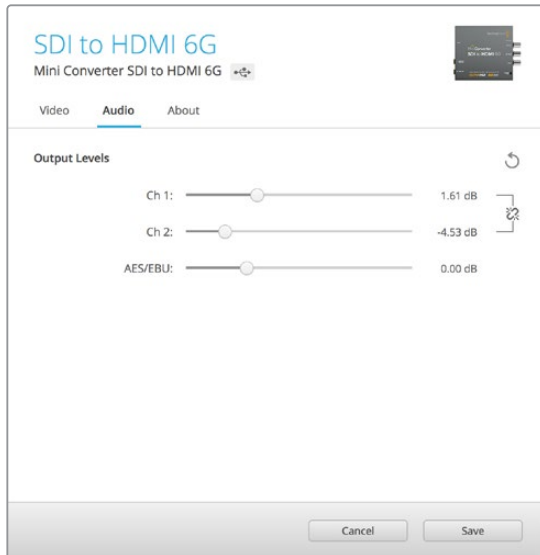 SDI to HDMI 6G
Mini Converter SDI to HDMI 6G
Video Audio About
Output Levels
Ch 1: 1.61 dB
Ch 2: -4.53 dB
AES/EBU: 0.00 dB
Cancel Save